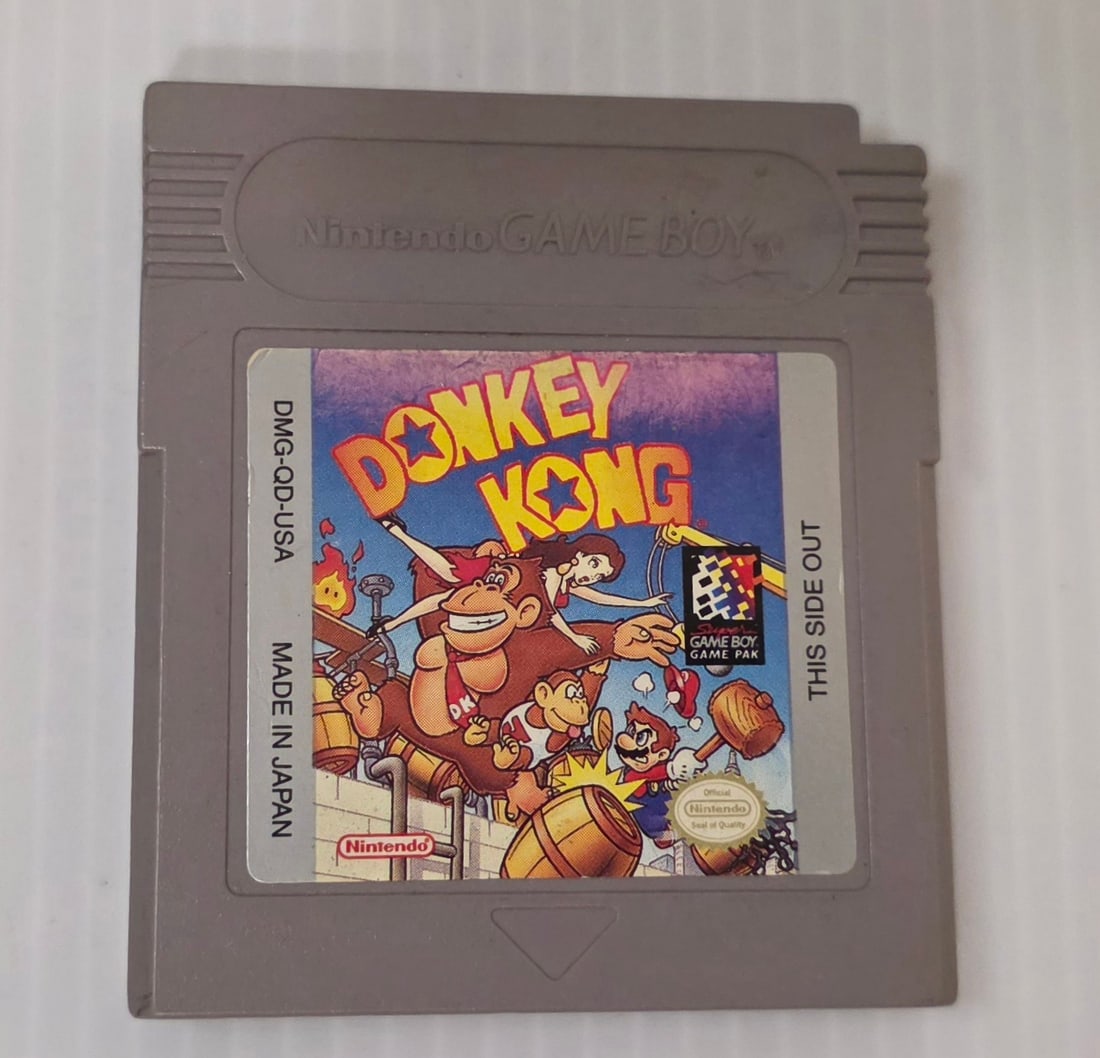 Nintendo GAME BOY TM
DONKEY
KONG
DMG-QD-USA
MADE IN JAPAN
THIS SIDE OUT
Super
GAME BOY
GAME PAK
DK
Official
Nintendo
Seal of Quality
Nintendo®